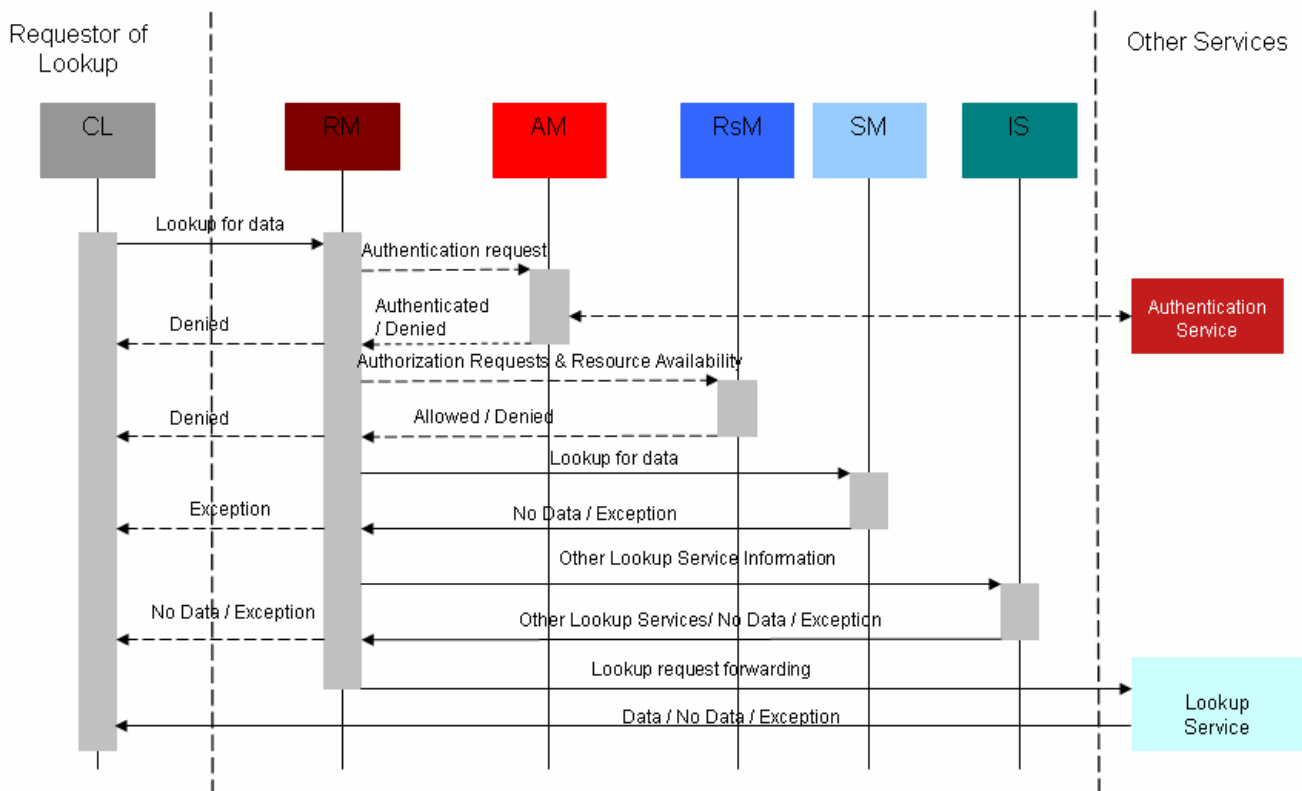 Requestor of
Lookup
Other Services
CL
RM
AM
RsM
SM
IS
Lookup for data
Authentication request
Authenticated
/ Denied
Denied
Authentication
Service
Authorization Requests & Resource Availability
Denied
Allowed / Denied
Lookup for data
Exception
No Data / Exception
Other Lookup Service Information
No Data / Exception
Other Lookup Services/ No Data / Exception
Lookup request forwarding
Data / No Data / Exception
Lookup
Service